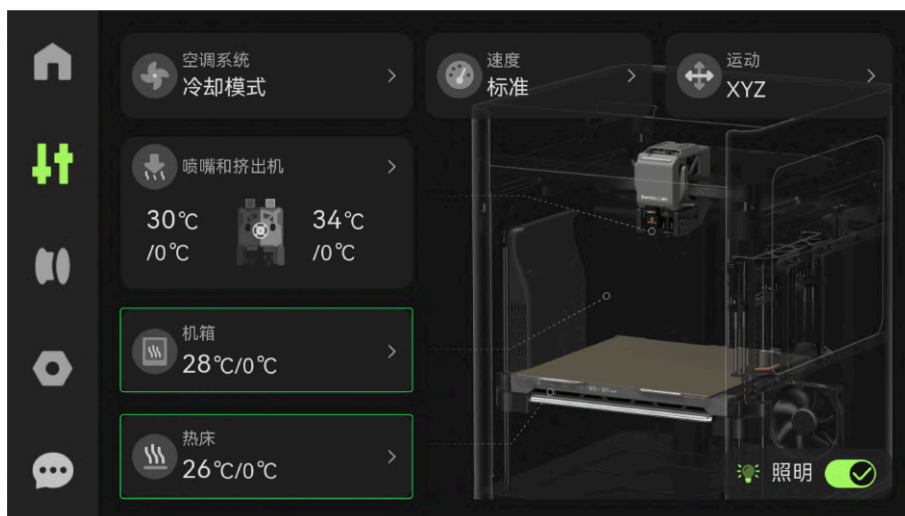 空调系统
冷却模式
速度
标准
运动
XYZ
喷嘴和挤出机
30℃
/0℃
34℃
/0℃
机箱
28℃/0℃
热床
26℃/0℃
照明